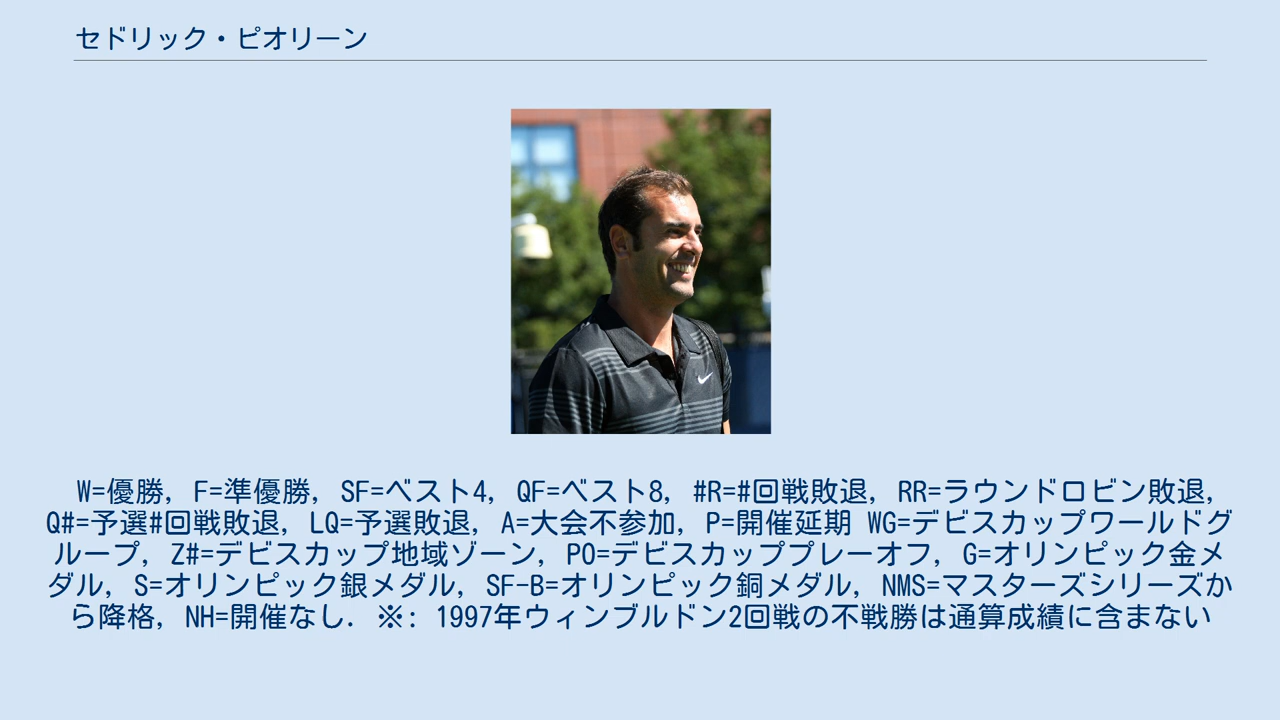 セドリック・ピオリーン
W=優勝, F=準優勝, SF=ベスト4, QF=ベスト8, #R=#回戦敗退, RR=ラウンドロビン敗退,
Q#=予選#回戦敗退, LQ=予選敗退, A=大会不参加, P=開催延期 WG=デビスカップワールドグ
ループ, Z#=デビスカップ地域ゾーン, PO=デビスカッププレーオフ, G=オリンピック金メ
ダル, S=オリンピック銀メダル, SF-B=オリンピック銅メダル, NMS=マスターズシリーズか
ら降格, NH=開催なし. ※: 1997年ウィンブルドン2回戦の不戦勝は通算成績に含まない